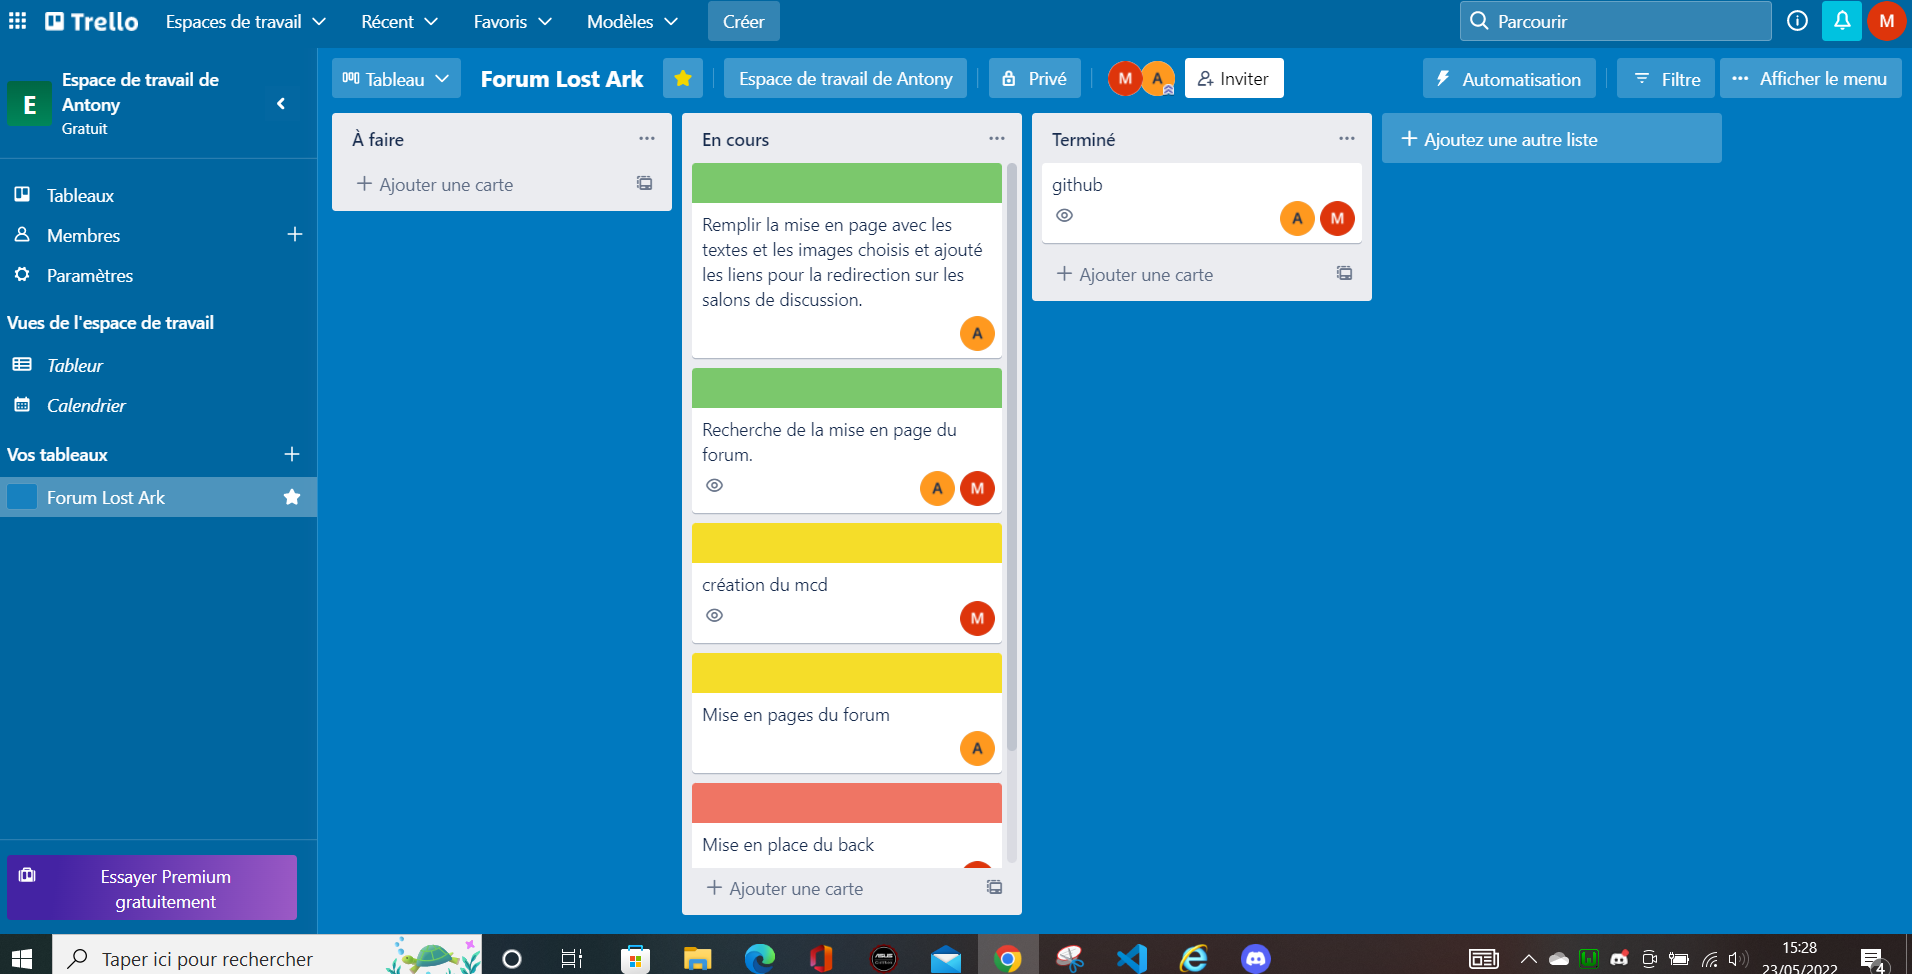 Trello
Espaces de travail
Récent
Favoris
Modèles
Créer
Parcourir
M
E
Espace de travail de
Antony
Gratuit
Tableau
Forum Lost Ark
Espace de travail de Antony
Privé
M
A
Inviter
Automatisation
Filtre
Afficher le menu
Tableaux
Membres
Paramètres
Vues de l'espace de travail
Tableur
Calendrier
Vos tableaux
Forum Lost Ark
Essayer Premium
gratuitement
À faire
Ajouter une carte
En cours
Remplir la mise en page avec les
textes et les images choisis et ajouté
les liens pour la redirection sur les
salons de discussion.
A
Recherche de la mise en page du
forum.
A
M
création du mcd
M
Mise en pages du forum
A
Mise en place du back
Ajouter une carte
Terminé
github
A
M
Ajouter une carte
Ajoutez une autre liste
Taper ici pour rechercher
15:28
23/05/2022
4